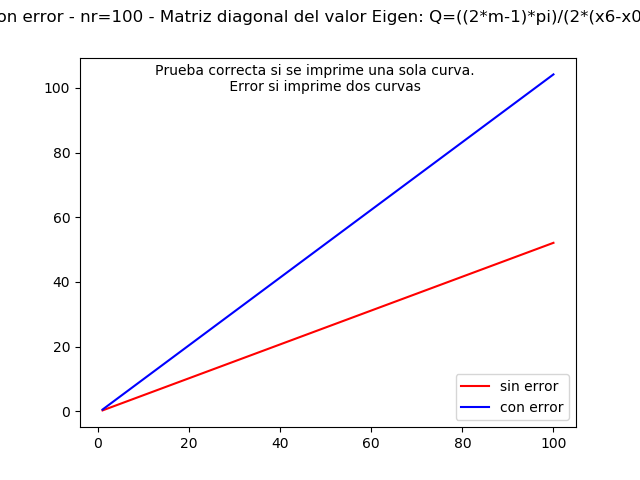 on error - nr=100 - Matriz diagonal del valor Eigen: Q=((2*m-1)*pi)/(2*(x6-x0
Prueba correcta si se imprime una sola curva.
Error si imprime dos curvas
100
80
60
40
20
0
sin error
con error
0 20 40 60 80 100